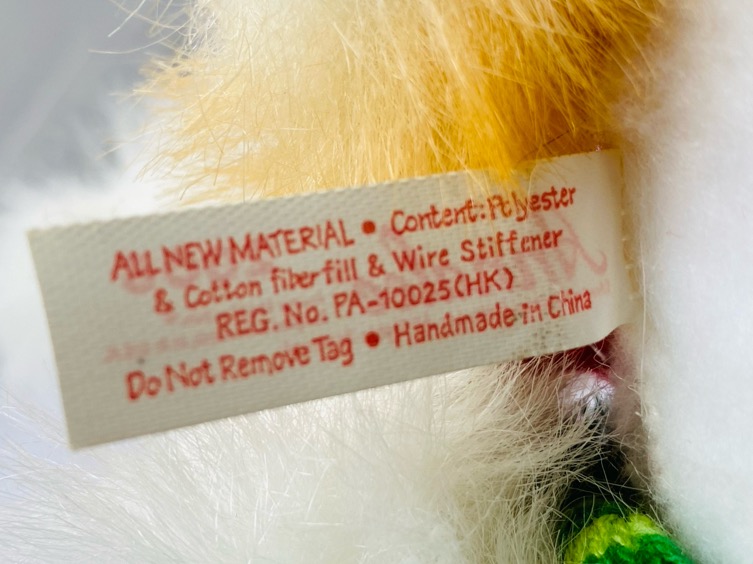 ALL NEW MATERIAL • Content: Polyester
& Cotton fiberfill & Wire Stiffener
REG. No. PA-10025(HK)
Do Not Remove Tag • Handmade in China